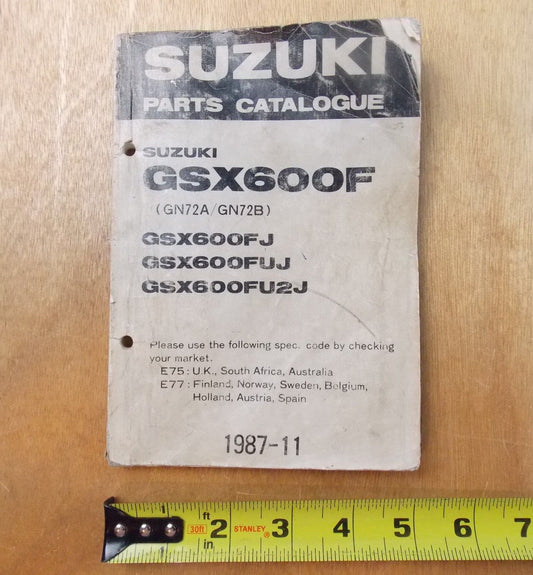 SUZUKI
PARTS CATALOGUE
SUZUKI
GSX600F
(GN72A/GN72B)
GSX600FJ
GSX600FUJ
GSX600FU2J
Please use the following spec. code by checking
your market.
E75 : U.K., South Africa, Australia
E77 : Finland, Norway, Sweden, Belgium,
Holland, Austria, Spain
1987-11
ft
30ft 2 STANLEY 3 4 5 6 7
in